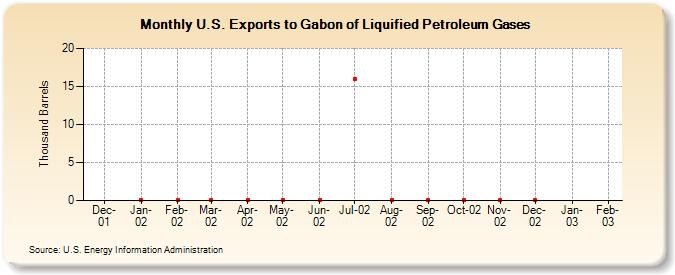 Monthly U.S. Exports to Gabon of Liquified Petroleum Gases
Thousand Barrels
20
15
10
5
0
Dec-01
Jan-02
Feb-02
Mar-02
Apr-02
May-02
Jun-02
Jul-02
Aug-02
Sep-02
Oct-02
Nov-02
Dec-02
Jan-03
Feb-03
Source: U.S. Energy Information Administration